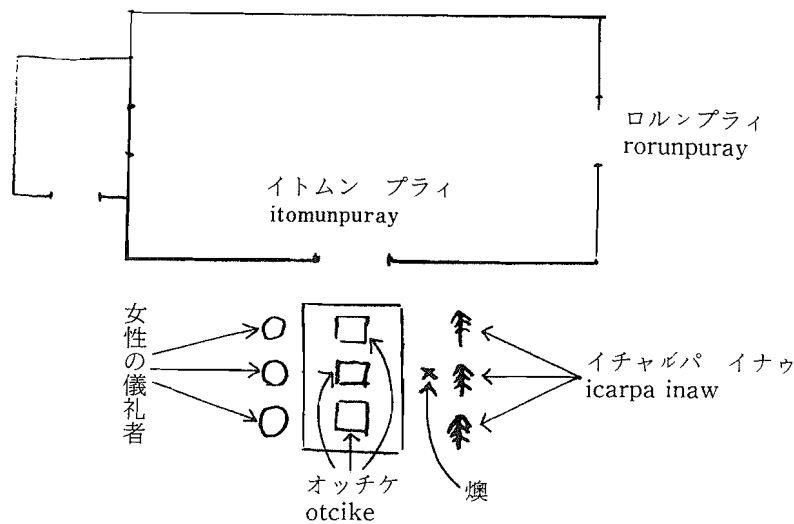 ロルンプラィ
rorunpuray
イトムン プラィ
itomunpuray
女性の儀礼者
イチャルパ イナゥ
icarpa inaw
オッチケ
otcike
燠